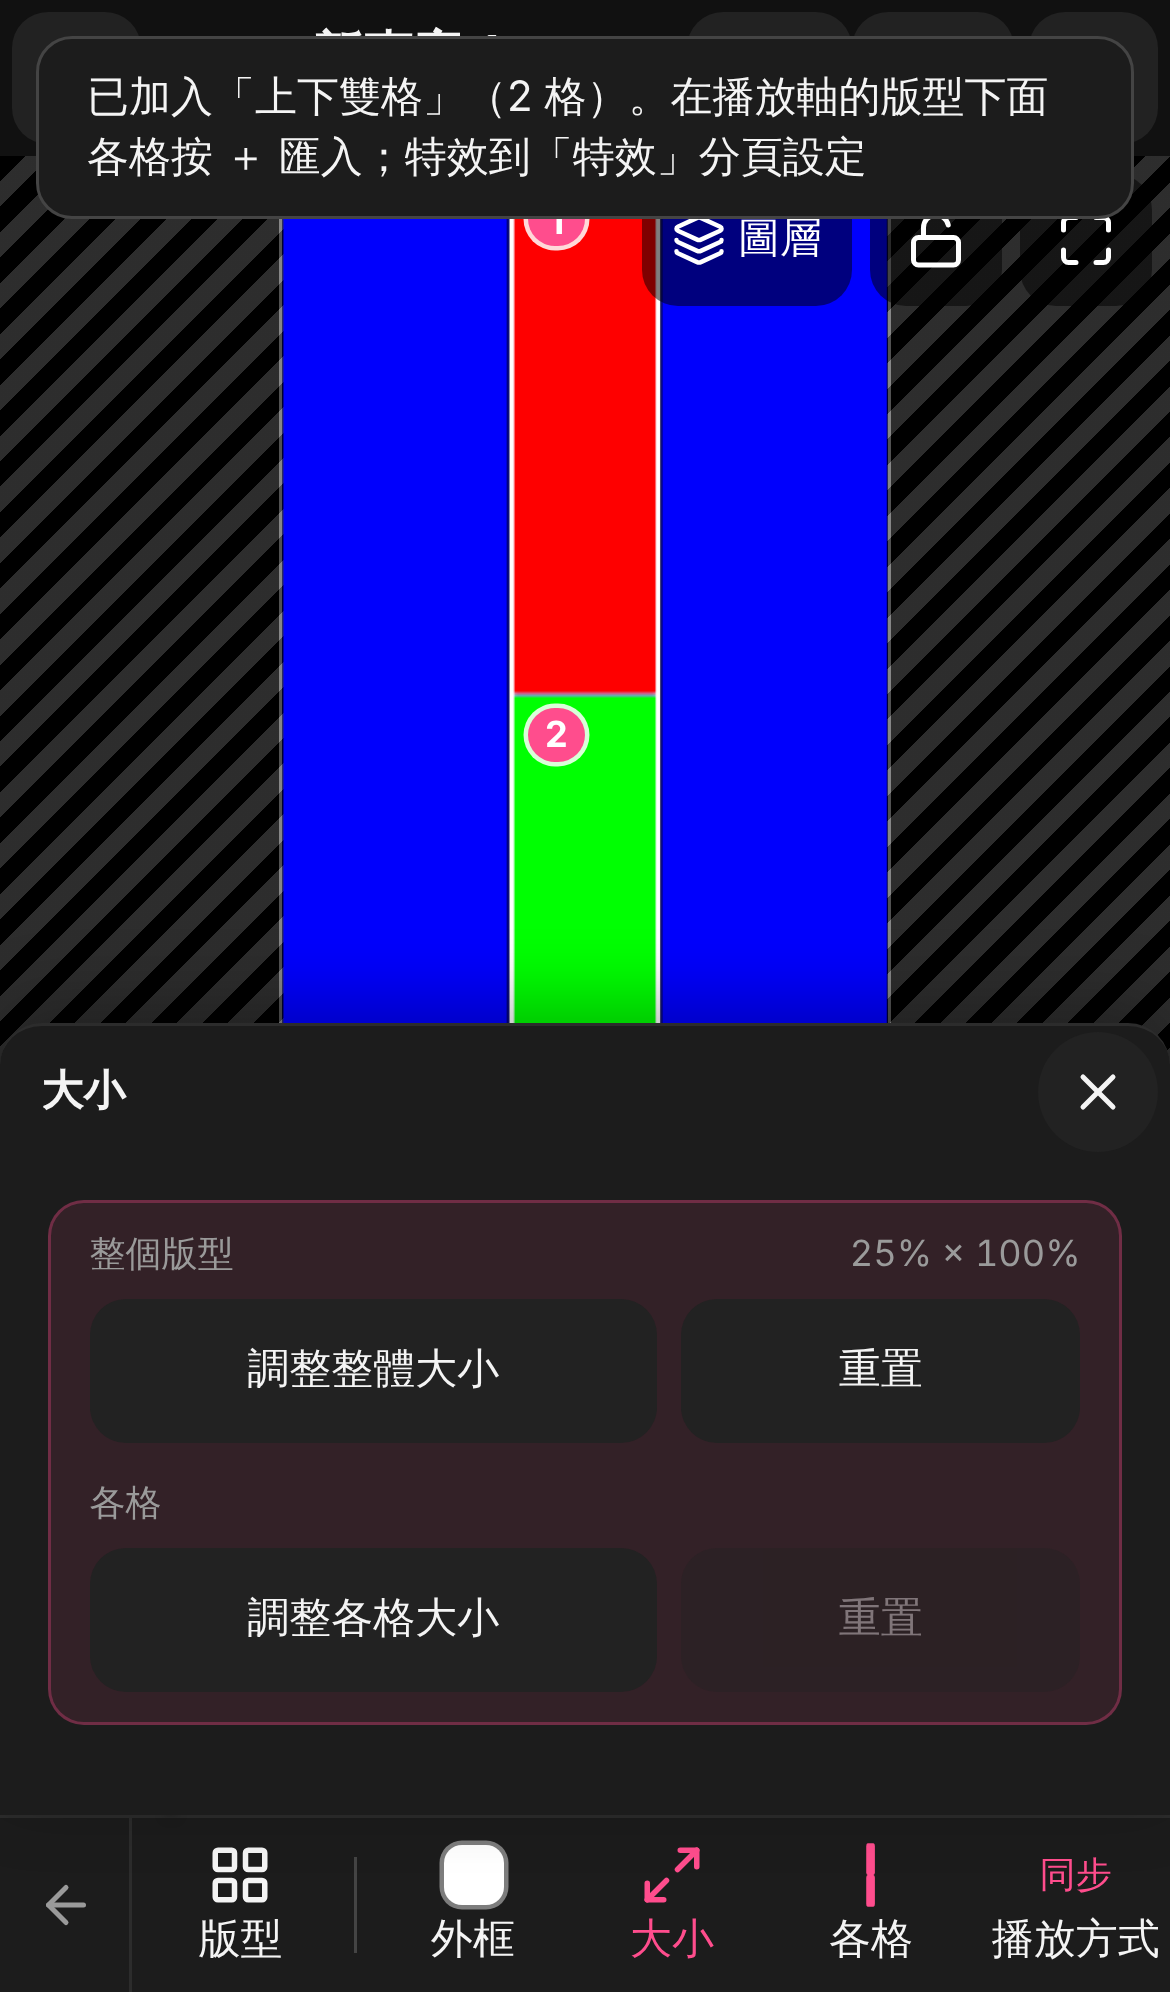 已加入「上下雙格」（2 格）。在播放軸的版型下面
各格按 ＋ 匯入；特效到「特效」分頁設定
圖層
2
大小
整個版型
25% × 100%
調整整體大小
重置
各格
調整各格大小
重置
同步
版型
外框
大小
各格
播放方式